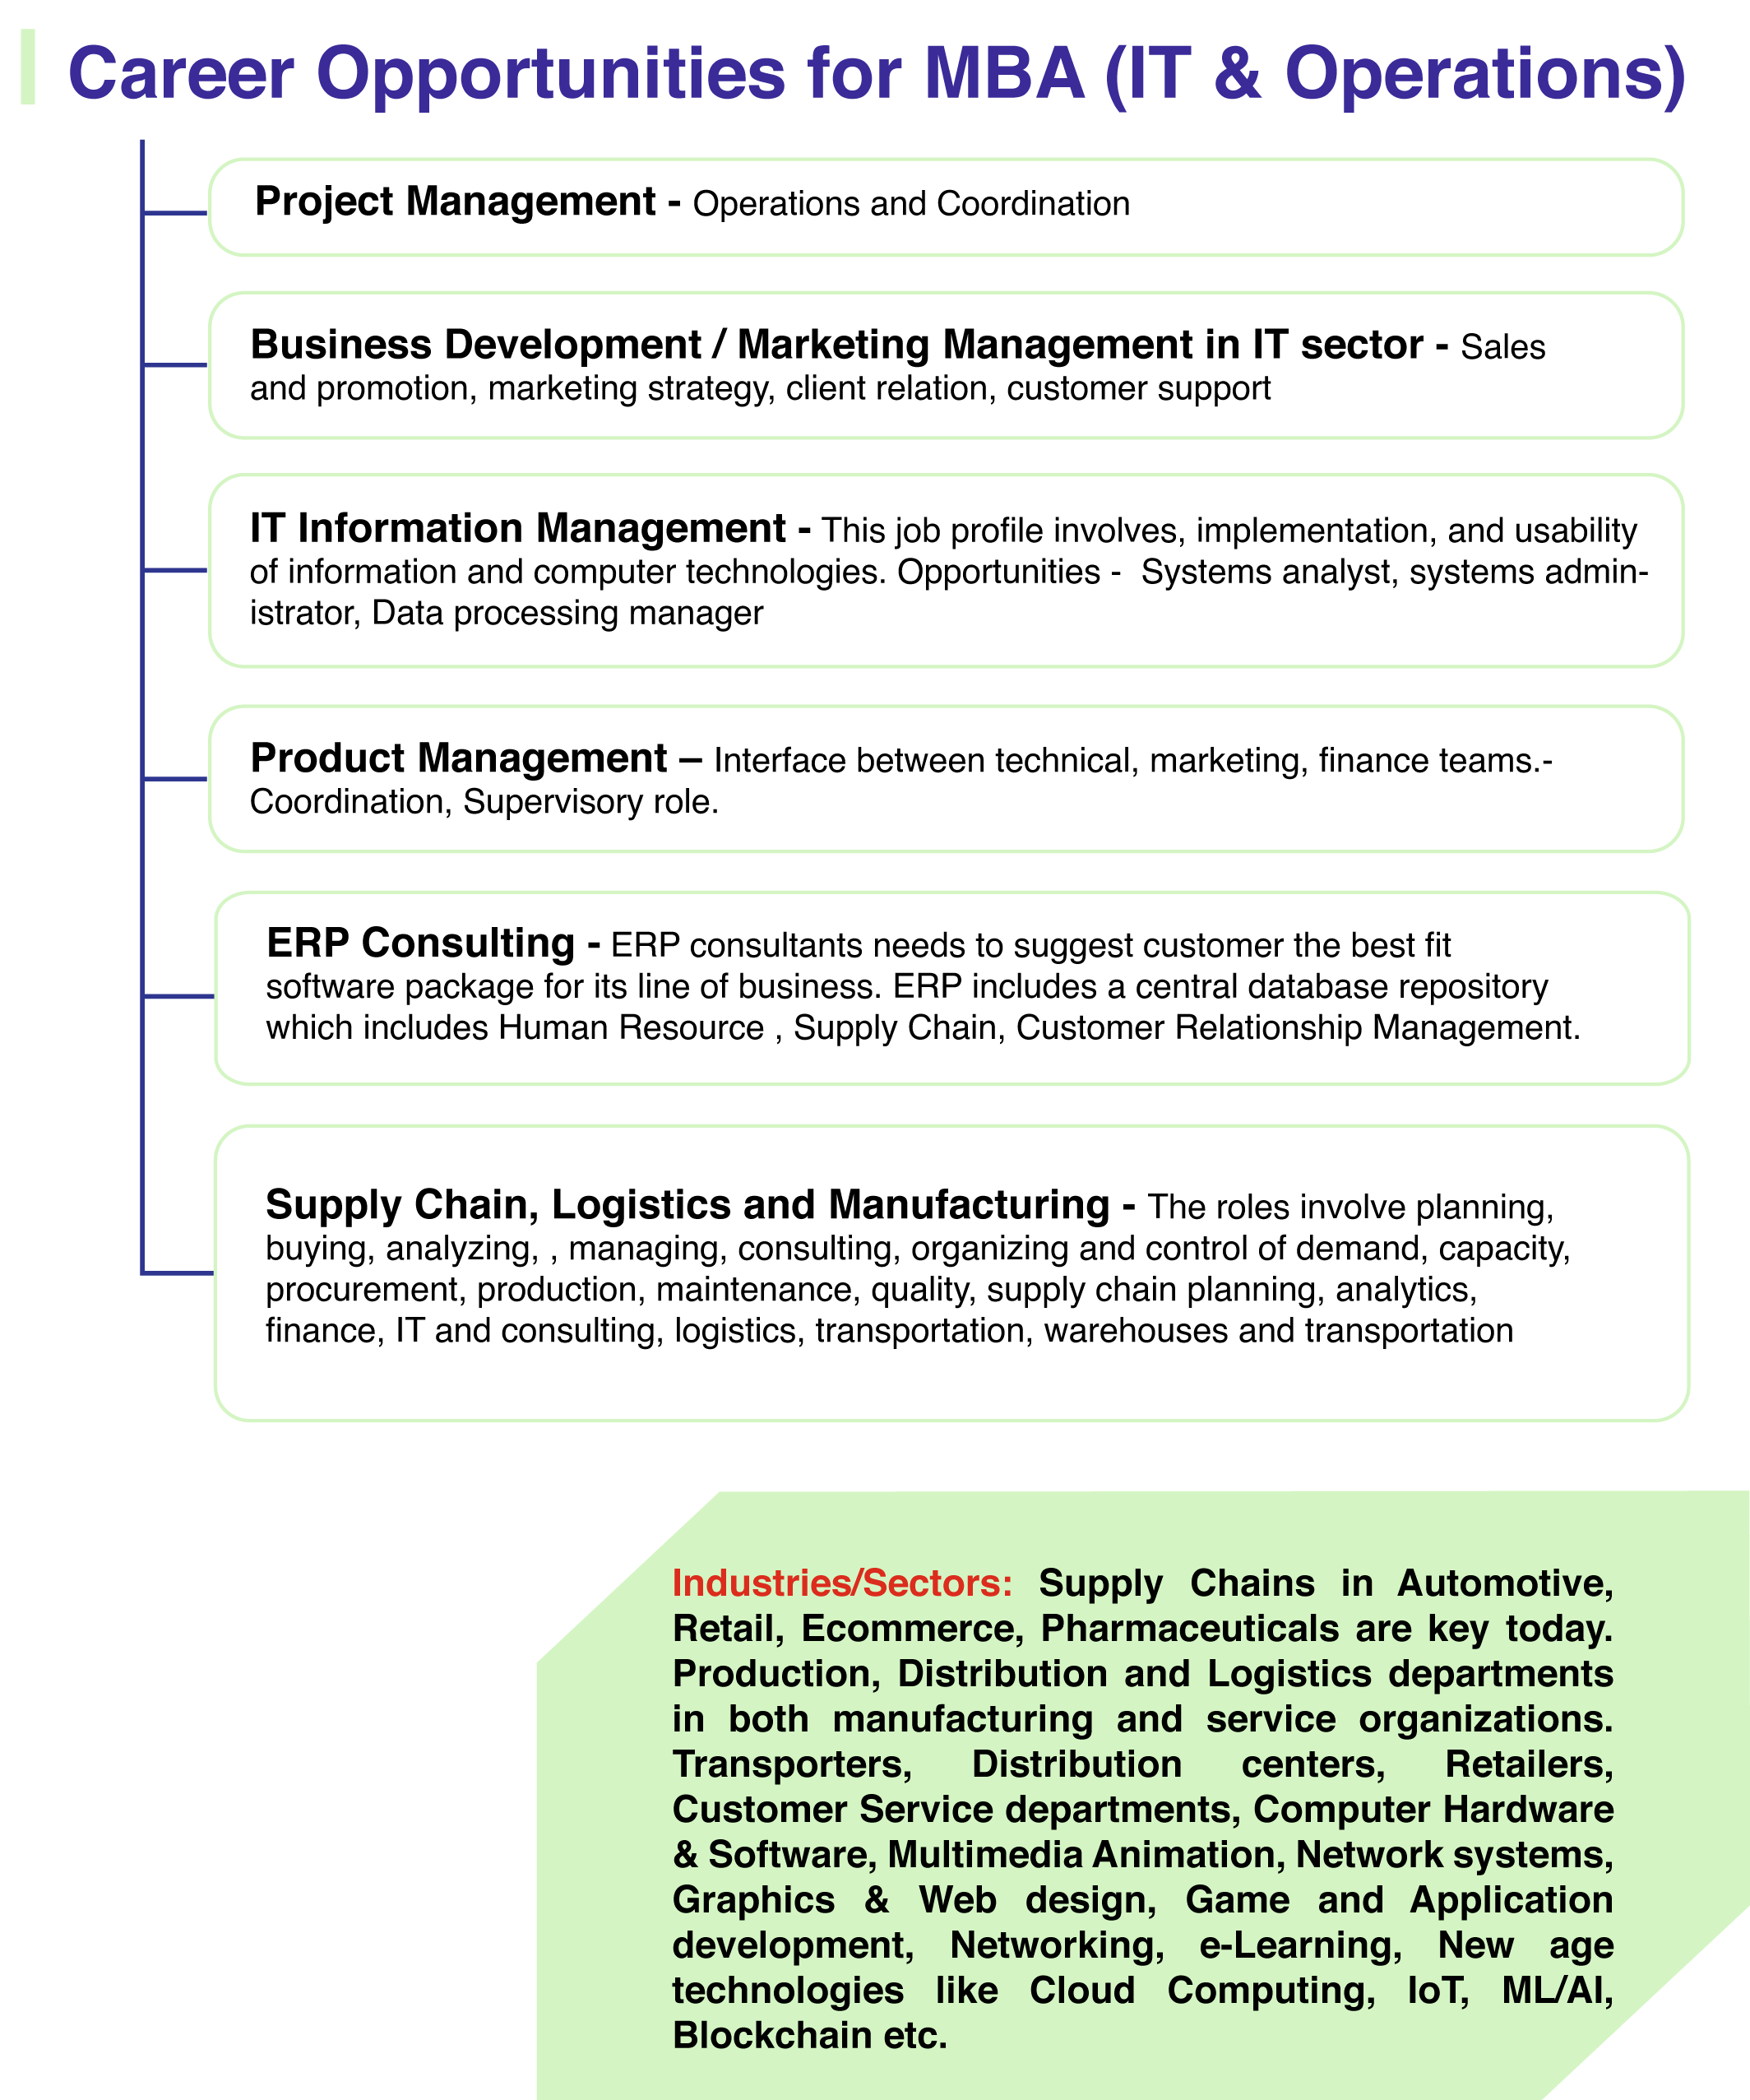 Career Opportunities for MBA (IT & Operations)
Project Management - Operations and Coordination
Business Development / Marketing Management in IT sector - Sales
and promotion, marketing strategy, client relation, customer support
IT Information Management - This job profile involves, implementation, and usability
of information and computer technologies. Opportunities -  Systems analyst, systems admin-
istrator, Data processing manager
Product Management – Interface between technical, marketing, finance teams.-
Coordination, Supervisory role.
ERP Consulting - ERP consultants needs to suggest customer the best fit
software package for its line of business. ERP includes a central database repository
which includes Human Resource , Supply Chain, Customer Relationship Management.
Supply Chain, Logistics and Manufacturing - The roles involve planning,
buying, analyzing, , managing, consulting, organizing and control of demand, capacity,
procurement, production, maintenance, quality, supply chain planning, analytics,
finance, IT and consulting, logistics, transportation, warehouses and transportation
Industries/Sectors: Supply Chains in Automotive,
Retail, Ecommerce, Pharmaceuticals are key today.
Production, Distribution and Logistics departments
in both manufacturing and service organizations.
Transporters, Distribution centers, Retailers,
Customer Service departments, Computer Hardware
& Software, Multimedia Animation, Network systems,
Graphics & Web design, Game and Application
development, Networking, e-Learning, New age
technologies like Cloud Computing, IoT, ML/AI,
Blockchain etc.